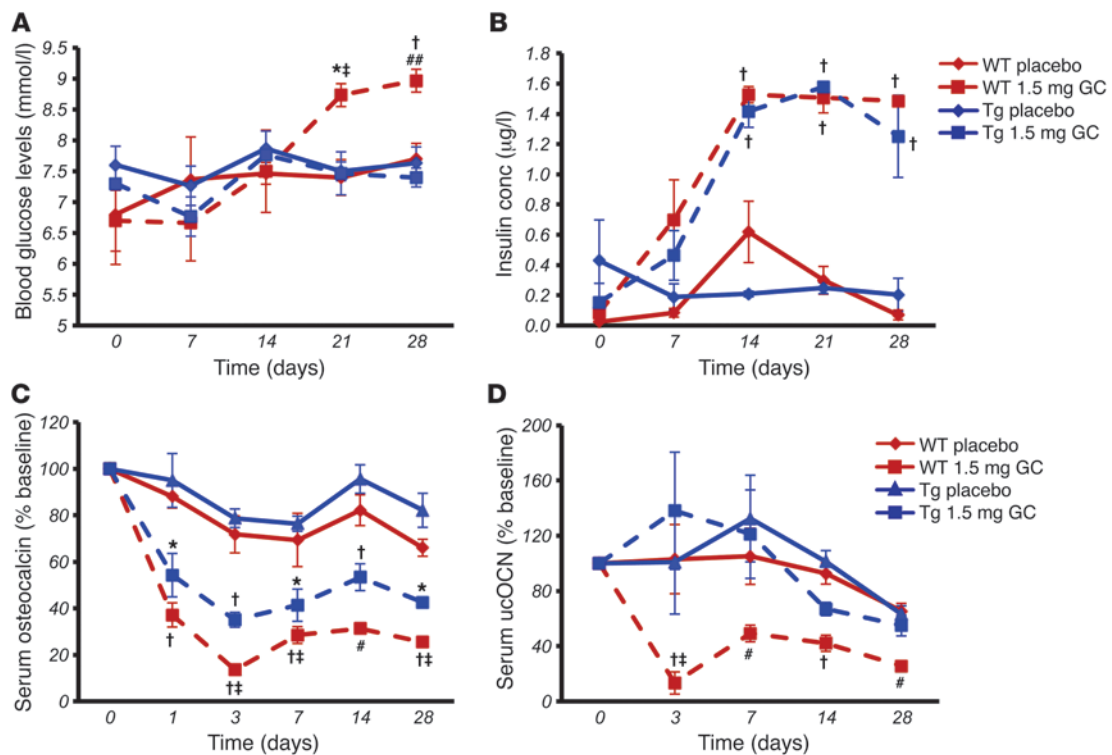 A
Blood glucose levels (mmol/l)
9.5
9
8.5
8
7.5
7
6.5
6
5.5
5
*‡
†
##
0 7 14 21 28
Time (days)
B
Insulin conc (µg/l)
1.8
1.6
1.4
1.2
1.0
0.8
0.6
0.4
0.2
0.0
† † †
† † †
0 7 14 21 28
Time (days)
WT placebo
WT 1.5 mg GC
Tg placebo
Tg 1.5 mg GC
C
Serum osteocalcin (% baseline)
120
100
80
60
40
20
0
* † * † *
† †‡ †‡ # †‡
0 1 3 7 14 28
Time (days)
D
Serum ucOCN (% baseline)
200
160
120
80
40
0
†‡ # † #
0 3 7 14 28
Time (days)
WT placebo
WT 1.5 mg GC
Tg placebo
Tg 1.5 mg GC